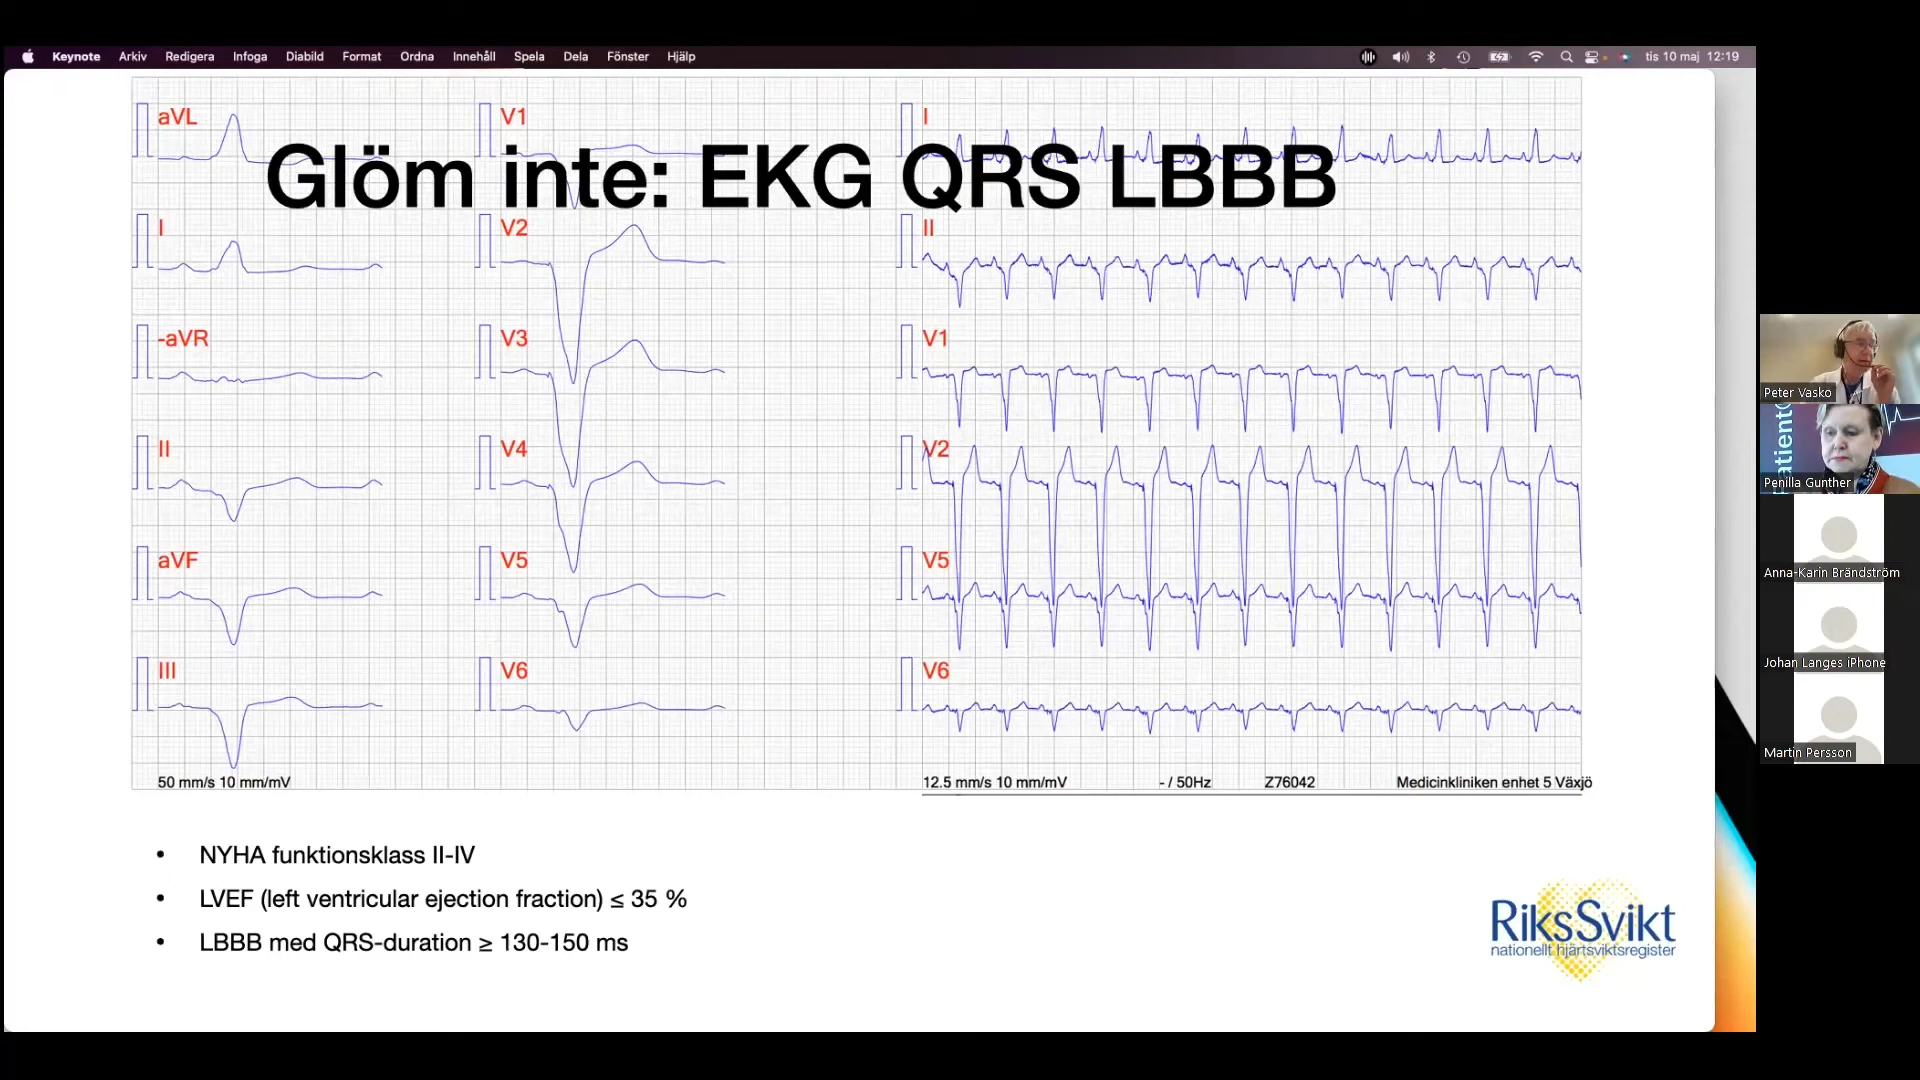 Keynote Arkiv Redigera Infoga Diabild Format Ordna Innehåll Spela Dela Fönster Hjälp
tis 10 maj 12:19
Glöm inte: EKG QRS LBBB
aVL
I
-aVR
II
aVF
III
V1
V2
V3
V4
V5
V6
I
II
V1
V2
V5
V6
50 mm/s 10 mm/mV
12.5 mm/s 10 mm/mV - / 50Hz Z76042 Medicinkliniken enhet 5 Växjö
• NYHA funktionsklass II-IV
• LVEF (left ventricular ejection fraction) ≤ 35 %
• LBBB med QRS-duration ≥ 130-150 ms
RiksSvikt
nationellt hjärtsviktsregister
Peter Vasko
atient
Penilla Gunther
Anna-Karin Brändström
Johan Langes iPhone
Martin Persson